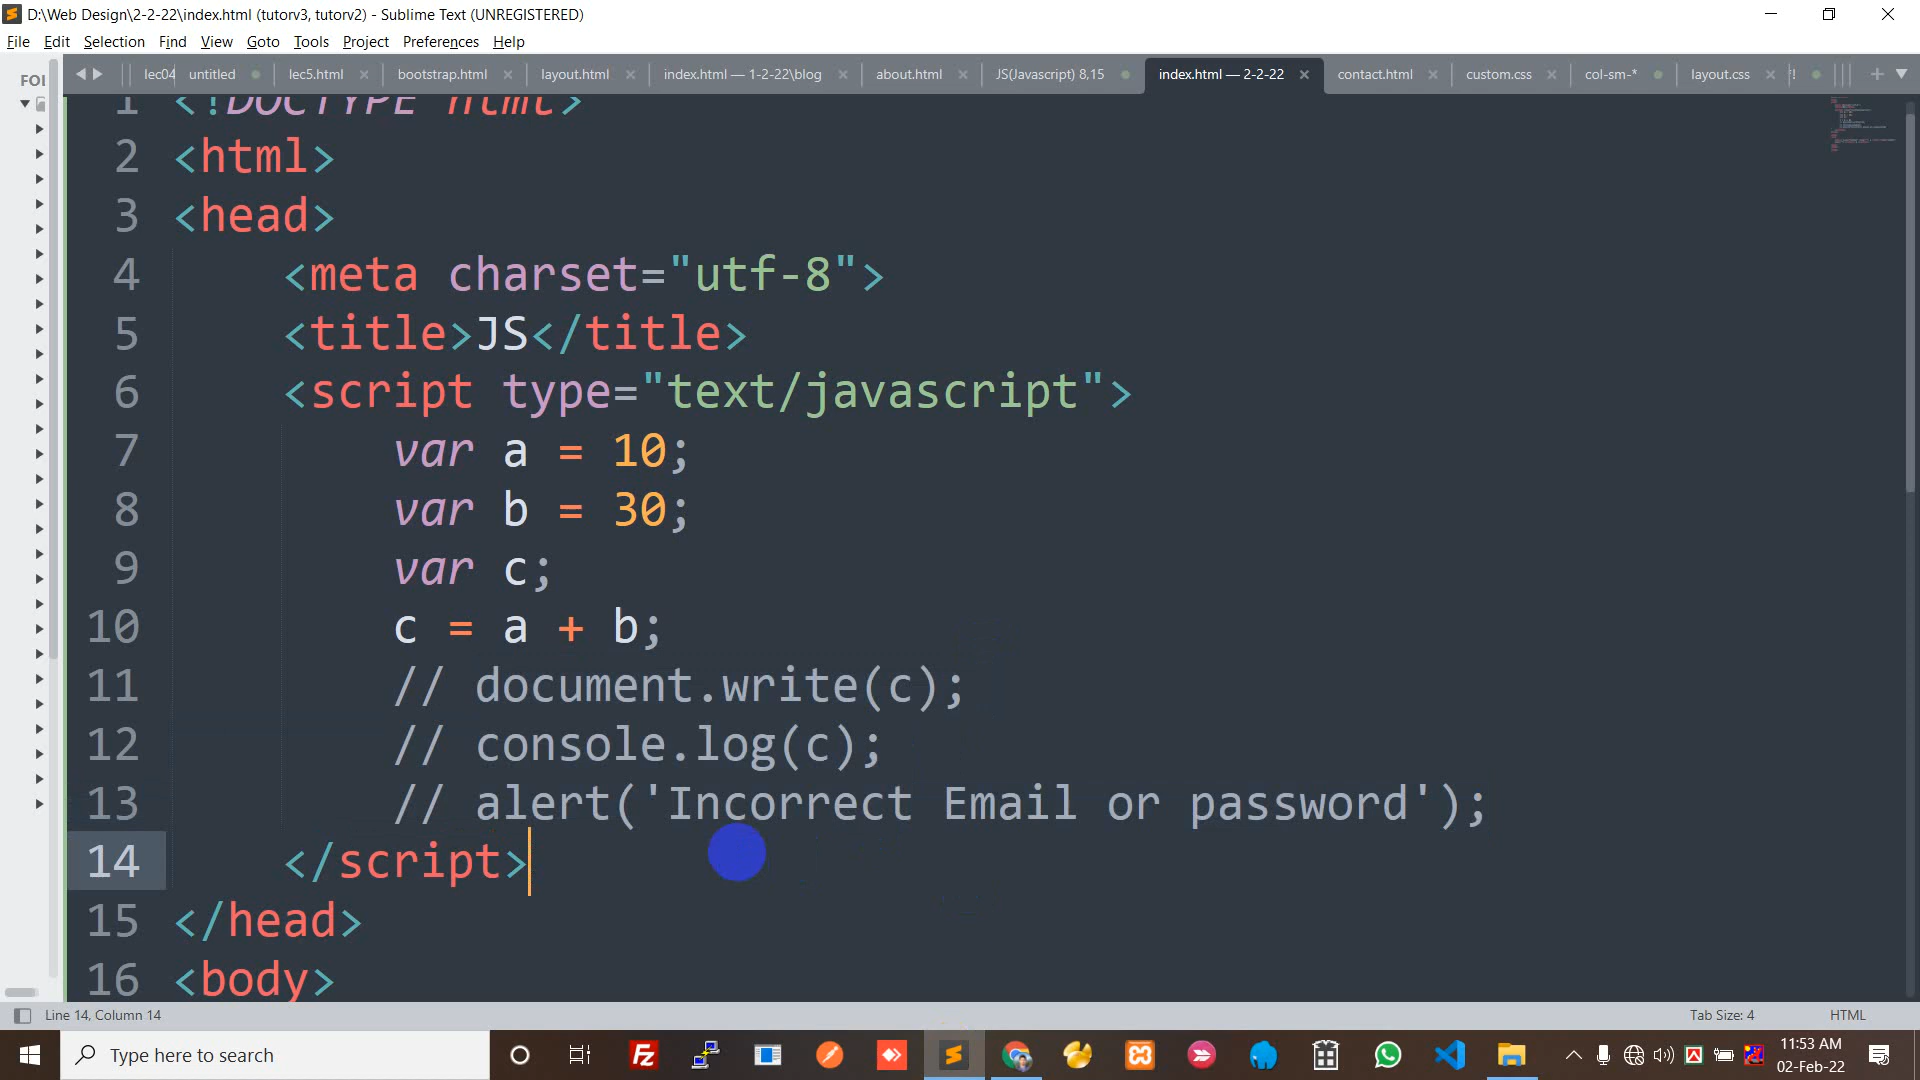 D:\Web Design\2-2-22\index.html (tutorv3, tutorv2) - Sublime Text (UNREGISTERED)
File Edit Selection Find View Goto Tools Project Preferences Help
FOI
lec04 untitled lec5.html bootstrap.html layout.html index.html — 1-2-22\blog about.html JS(Javascript) 8,15 index.html — 2-2-22 contact.html custom.css col-sm-* layout.css
1 <!DOCTYPE html>
2 <html>
3 <head>
4 <meta charset="utf-8">
5 <title>JS</title>
6 <script type="text/javascript">
7 var a = 10;
8 var b = 30;
9 var c;
10 c = a + b;
11 // document.write(c);
12 // console.log(c);
13 // alert('Incorrect Email or password');
14 </script>
15 </head>
16 <body>
Line 14, Column 14 Tab Size: 4 HTML
Type here to search
11:53 AM
02-Feb-22